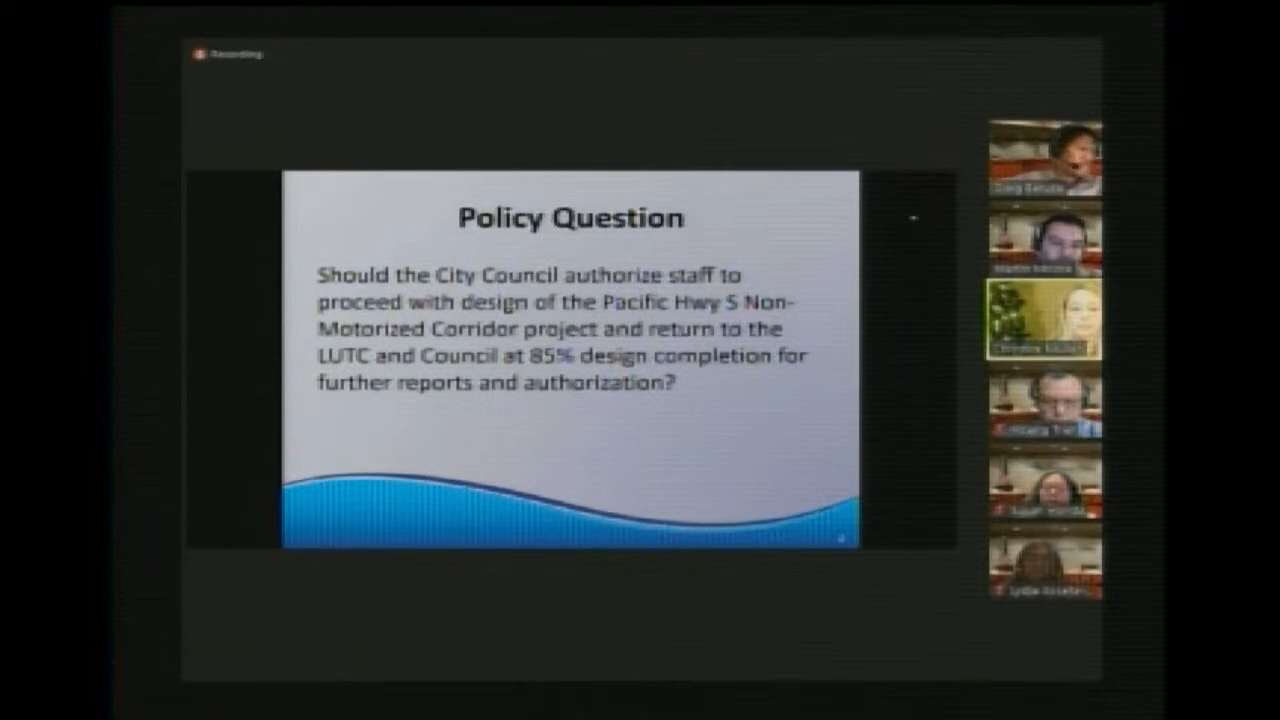 Recording
Policy Question
Should the City Council authorize staff to
proceed with design of the Pacific Hwy S Non-
Motorized Corridor project and return to the
LUTC and Council at 85% design completion for
further reports and authorization?
Lydia